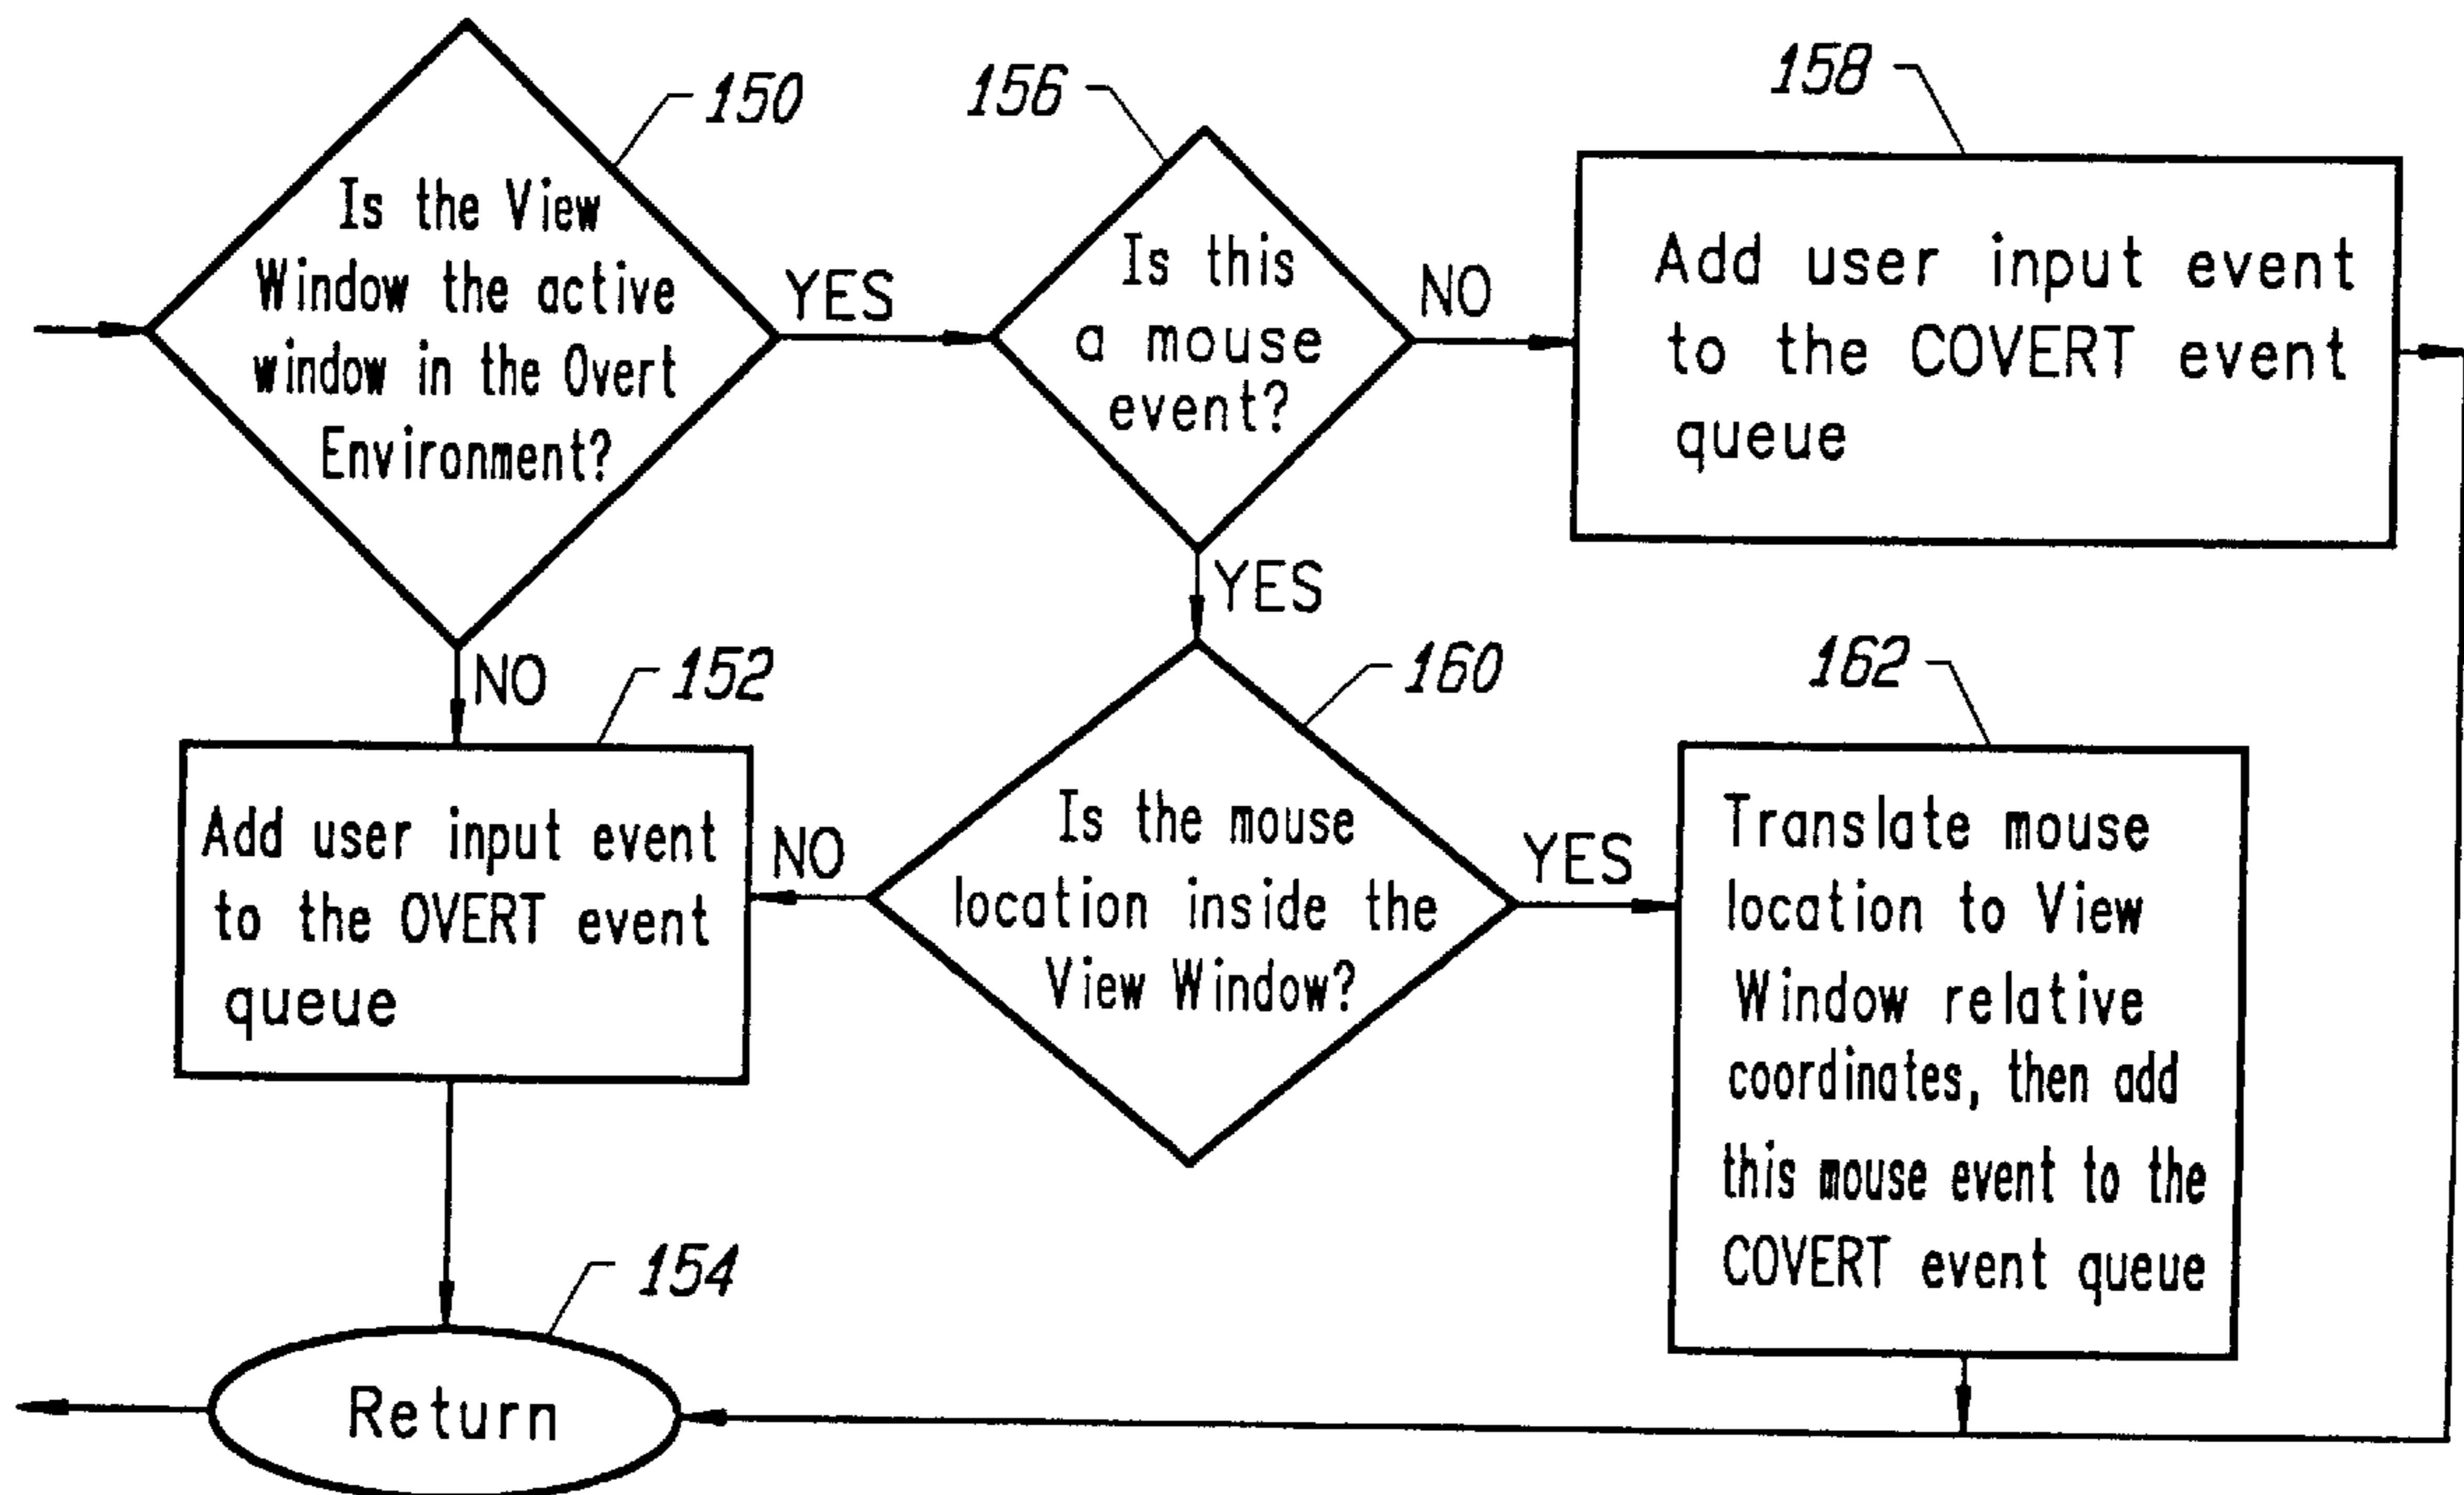 150
Is the View
Window the active
window in the Overt
Environment?
YES
NO
156
Is this
a mouse
event?
NO
YES
158
Add user input event
to the COVERT event
queue
152
Add user input event
to the OVERT event
queue
160
Is the mouse
location inside the
View Window?
NO
YES
162
Translate mouse
location to View
Window relative
coordinates, then add
this mouse event to the
COVERT event queue
154
Return